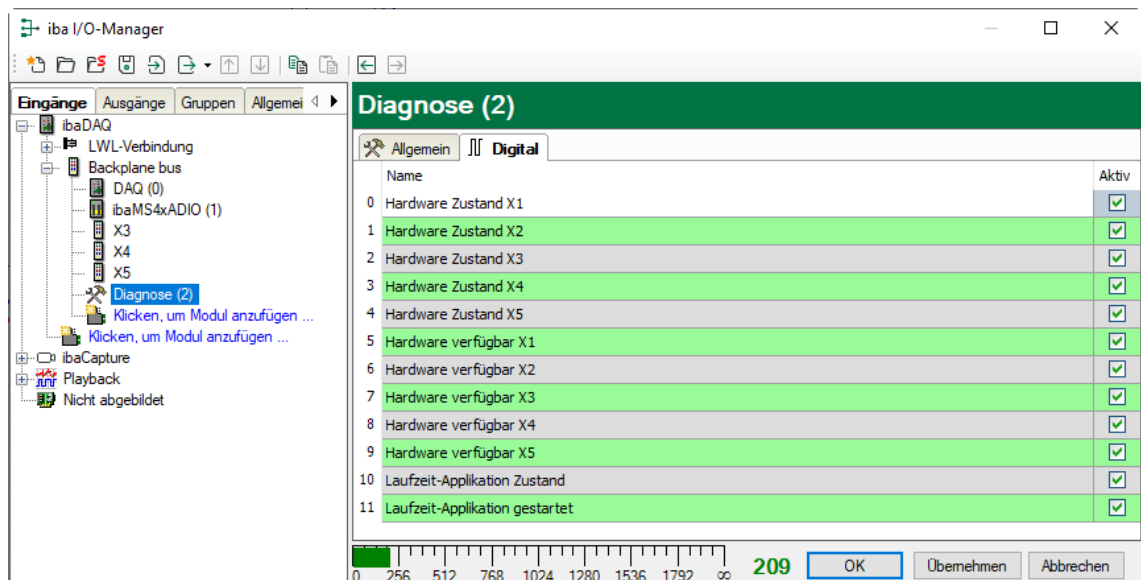 iba I/O-Manager
Eingänge Ausgänge Gruppen Allgemei
ibaDAQ
LWL-Verbindung
Backplane bus
DAQ (0)
ibaMS4xADIO (1)
X3
X4
X5
Diagnose (2)
Klicken, um Modul anzufügen ...
Klicken, um Modul anzufügen ...
ibaCapture
Playback
Nicht abgebildet
Diagnose (2)
Allgemein Digital
Name Aktiv
0 Hardware Zustand X1
1 Hardware Zustand X2
2 Hardware Zustand X3
3 Hardware Zustand X4
4 Hardware Zustand X5
5 Hardware verfügbar X1
6 Hardware verfügbar X2
7 Hardware verfügbar X3
8 Hardware verfügbar X4
9 Hardware verfügbar X5
10 Laufzeit-Applikation Zustand
11 Laufzeit-Applikation gestartet
0 256 512 768 1024 1280 1536 1792 ∞
209 OK Übernehmen Abbrechen